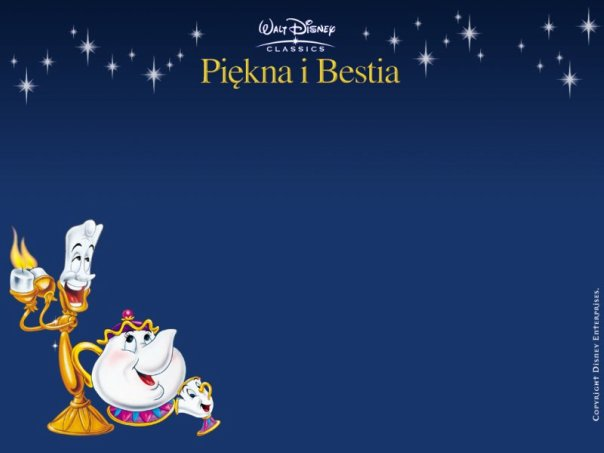 WALT DISNEY
CLASSICS
Piękna i Bestia
COPYRIGHT DISNEY ENTERPRISES.